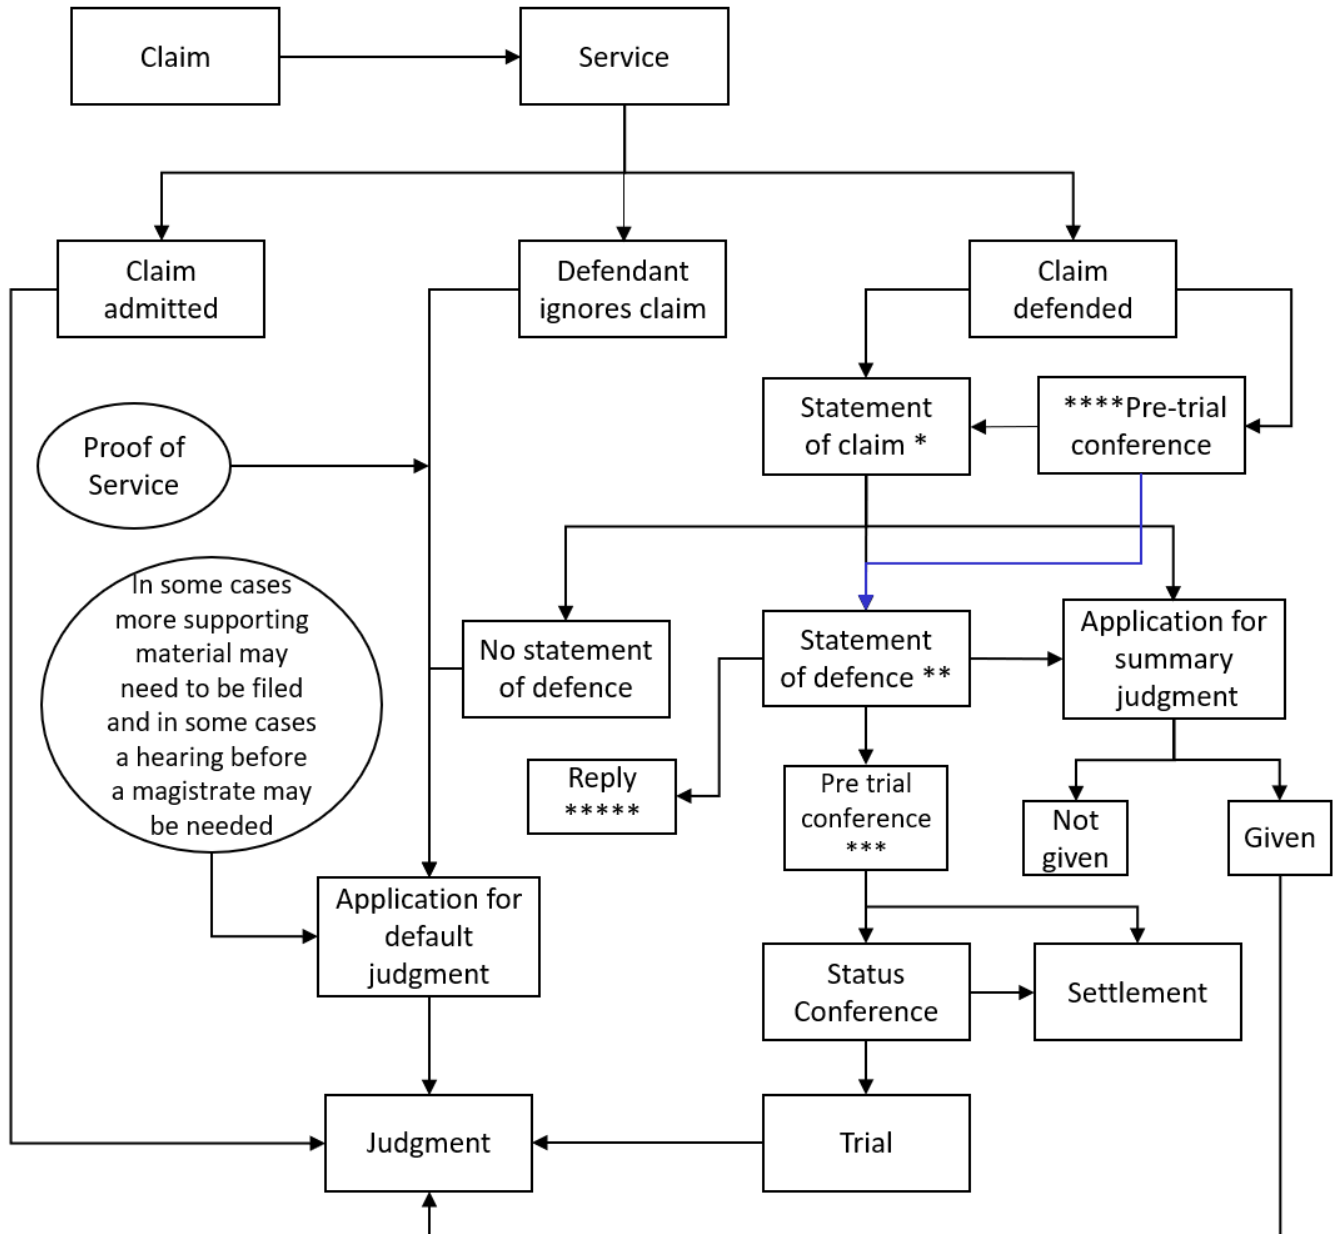 Claim
Service
Claim
admitted
Defendant
ignores claim
Claim
defended
Statement
of claim *
****Pre-trial
conference
Proof of
Service
In some cases
more supporting
material may
need to be filed
and in some cases
a hearing before
a magistrate may
be needed
No statement
of defence
Statement
of defence **
Application for
summary
judgment
Reply
*****
Pre trial
conference
***
Not
given
Given
Application for
default
judgment
Status
Conference
Settlement
Judgment
Trial